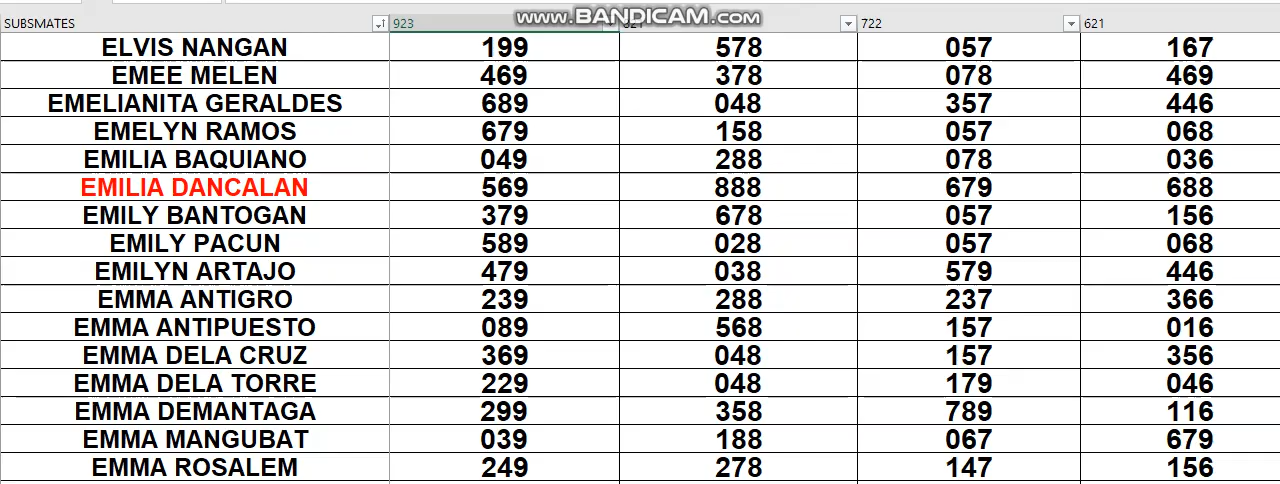 www.BANDICAM.com
SUBSMATES 923 722 621
ELVIS NANGAN 199 578 057 167
EMEE MELEN 469 378 078 469
EMELIANITA GERALDES 689 048 357 446
EMELYN RAMOS 679 158 057 068
EMILIA BAQUIANO 049 288 078 036
EMILIA DANCALAN 569 888 679 688
EMILY BANTOGAN 379 678 057 156
EMILY PACUN 589 028 057 068
EMILYN ARTAJO 479 038 579 446
EMMA ANTIGRO 239 288 237 366
EMMA ANTIPUESTO 089 568 157 016
EMMA DELA CRUZ 369 048 157 356
EMMA DELA TORRE 229 048 179 046
EMMA DEMANTAGA 299 358 789 116
EMMA MANGUBAT 039 188 067 679
EMMA ROSALEM 249 278 147 156